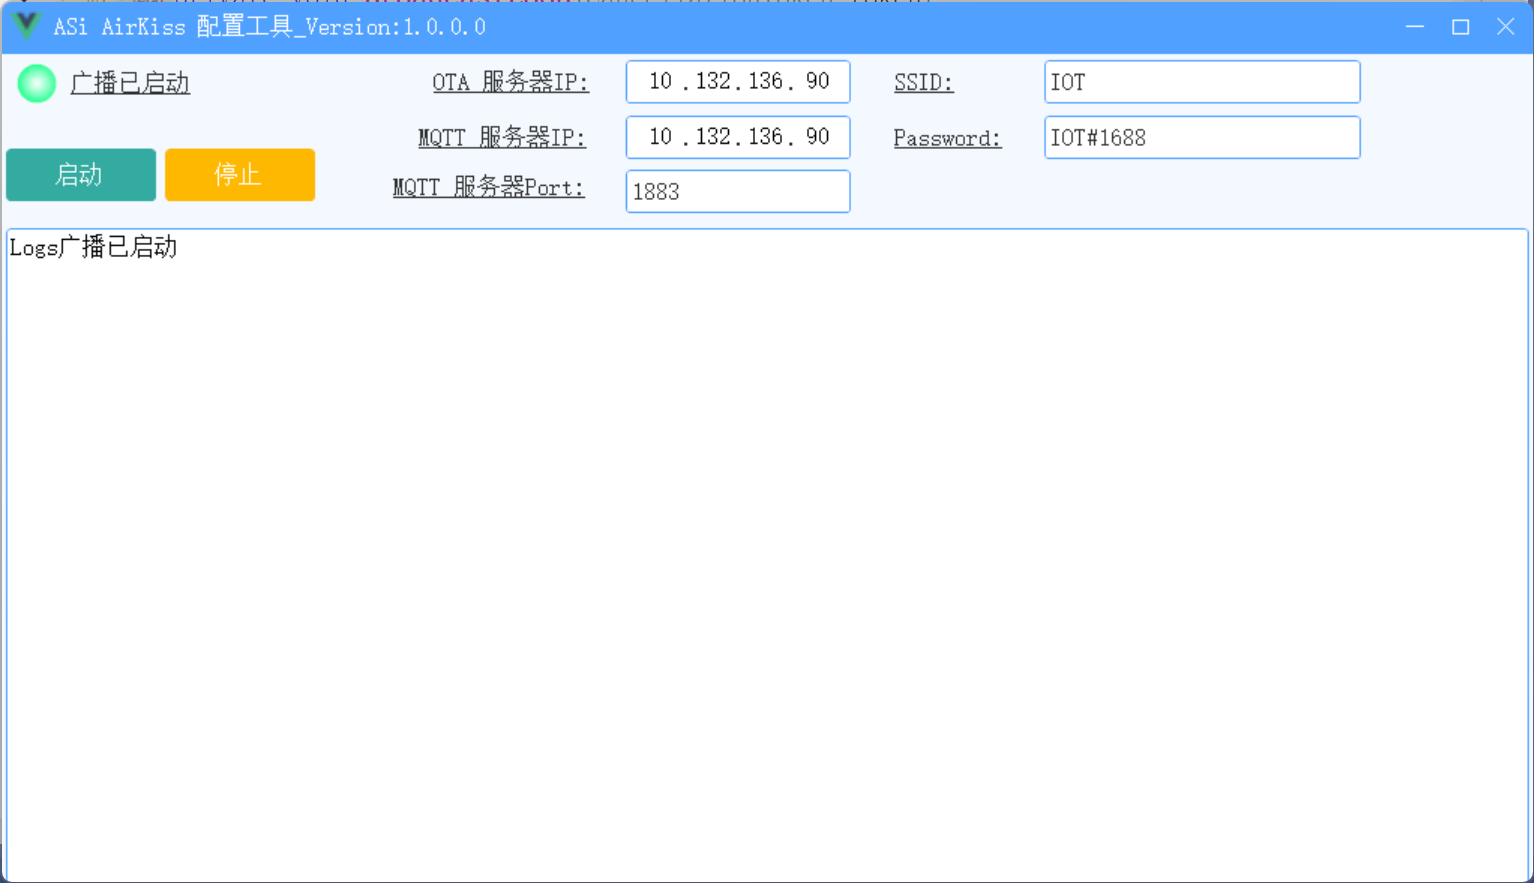 ASi AirKiss 配置工具_Version:1.0.0.0
广播已启动
OTA 服务器IP:
10 . 132 . 136 . 90
SSID:
IOT
MQTT 服务器IP:
10 . 132 . 136 . 90
Password:
IOT#1688
启动
停止
MQTT 服务器Port:
1883
Logs广播已启动